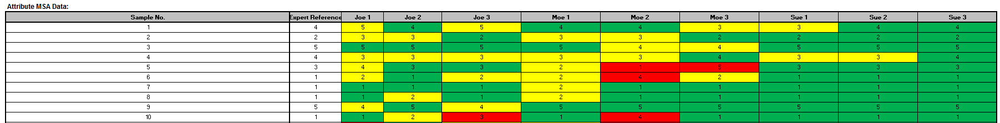 Attribute MSA Data:
Sample No. Expert Reference Joe 1 Joe 2 Joe 3 Moe 1 Moe 2 Moe 3 Sue 1 Sue 2 Sue 3
1 4 5 4 5 4 4 3 3 4 4
2 2 3 3 2 3 3 2 2 2 2
3 5 5 5 5 5 4 4 5 5 5
4 4 3 3 3 3 3 4 3 3 4
5 3 4 3 3 2 1 5 3 3 3
6 1 2 1 2 2 4 2 1 1 1
7 1 1 1 1 2 1 1 1 1 1
8 1 1 2 1 2 1 1 1 1 1
9 5 4 5 4 5 5 5 5 5 5
10 1 1 2 3 1 4 1 1 1 1